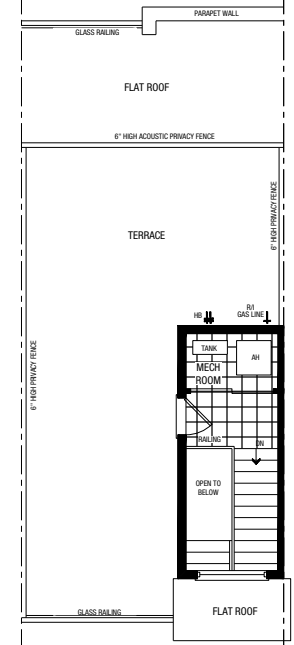 PARAPET WALL
GLASS RAILING
FLAT ROOF
6" HIGH ACOUSTIC PRIVACY FENCE
6" HIGH PRIVACY FENCE
TERRACE
R/I
GAS LINE
HB
TANK
AH
MECH
ROOM
6" HIGH PRIVACY FENCE
RAILING
DN
OPEN TO
BELOW
GLASS RAILING
FLAT ROOF